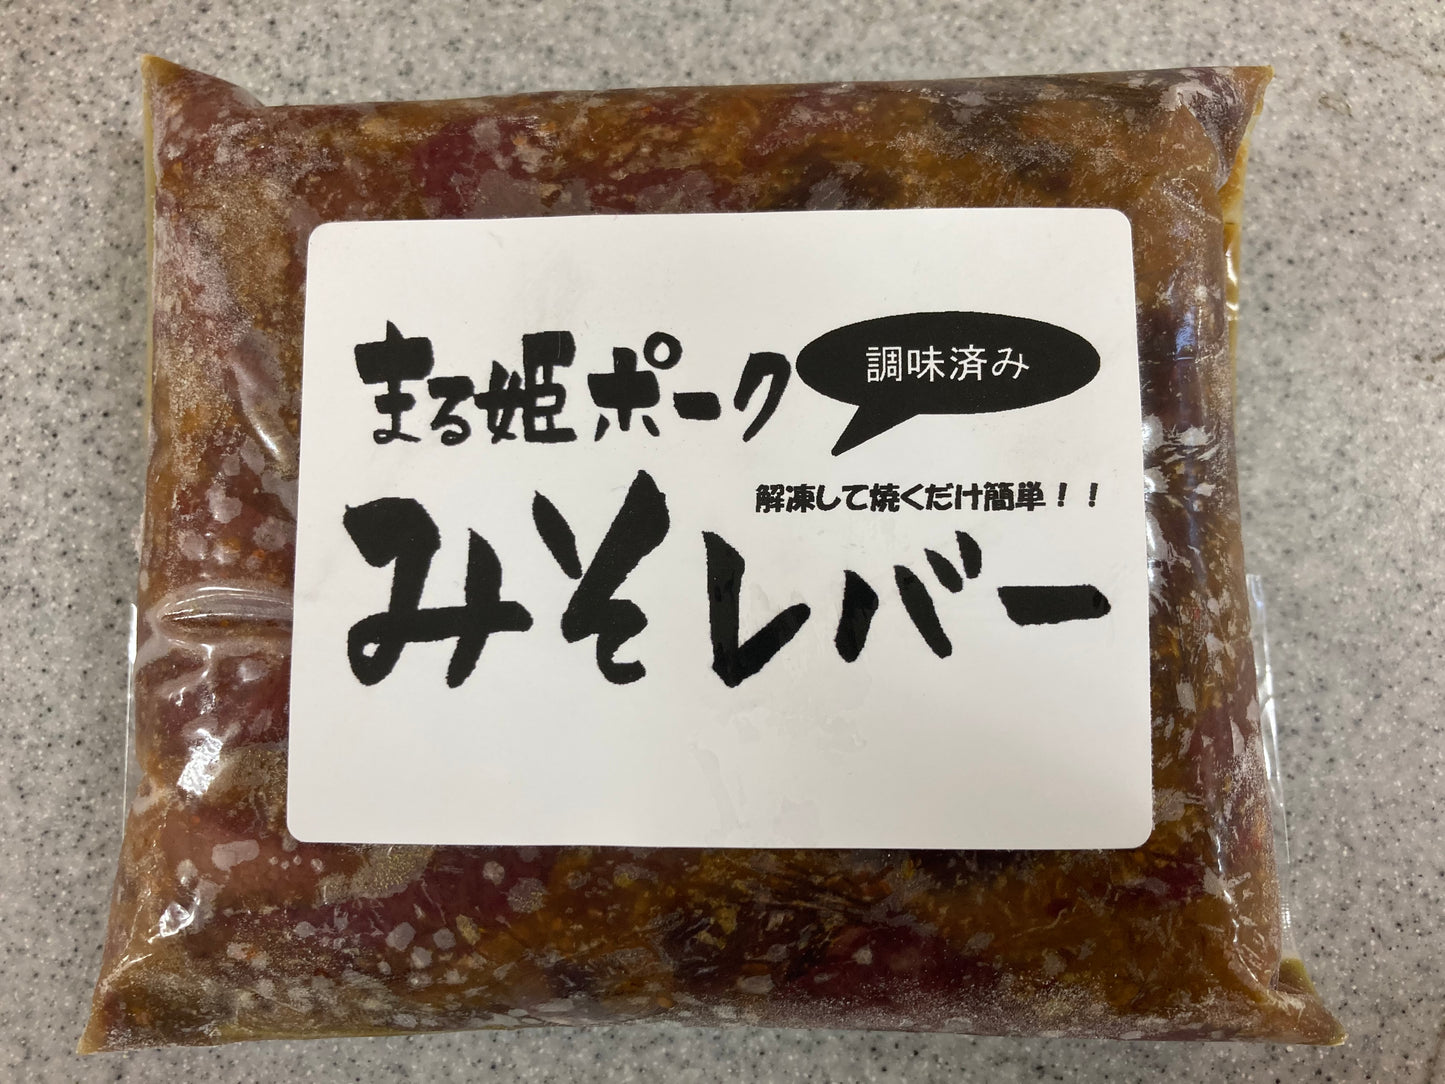 まる姫ポーク
調味済み
解凍して焼くだけ簡単！！
みそレバー